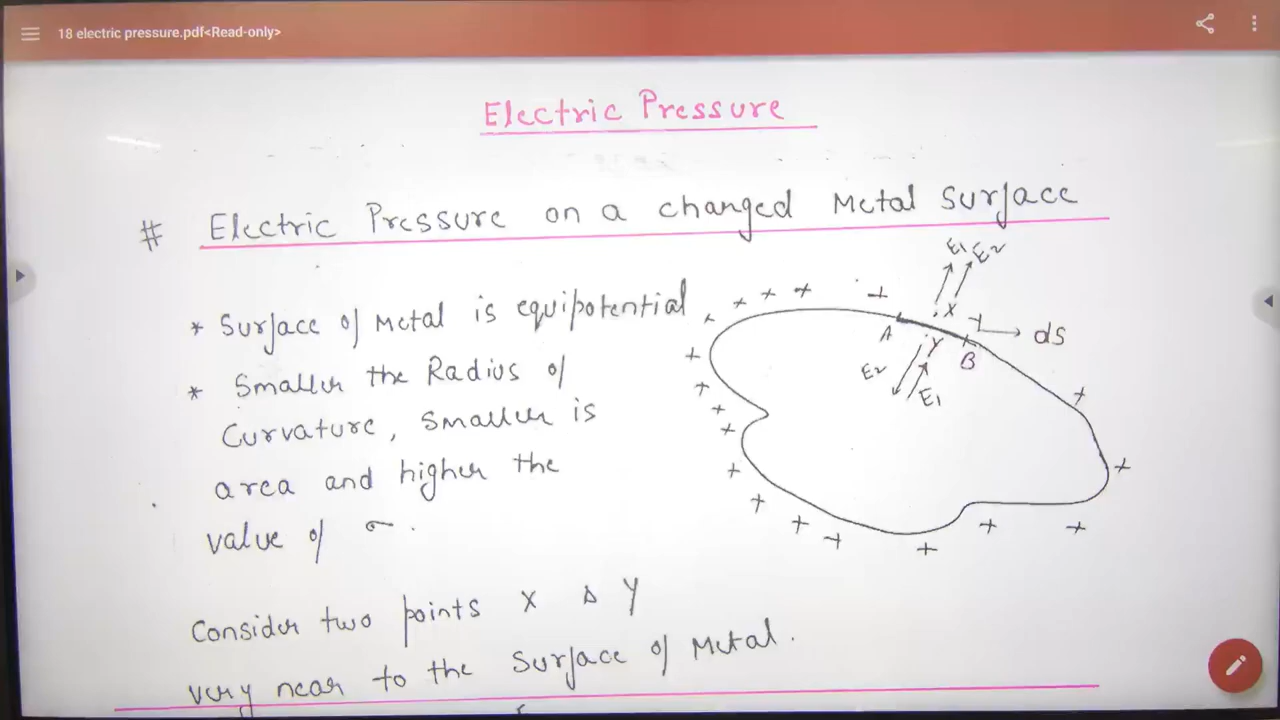 18 electric pressure.pdf<Read-only>
Electric Pressure
# Electric Pressure on a changed Metal Surface
* Surface of Metal is equipotential
* Smaller the Radius of
Curvature, Smaller is
area and higher the
value of σ.
Consider two points X & Y
very near to the Surface of Metal.
E1 E2
X
A
Y
B
ds
E2
E1